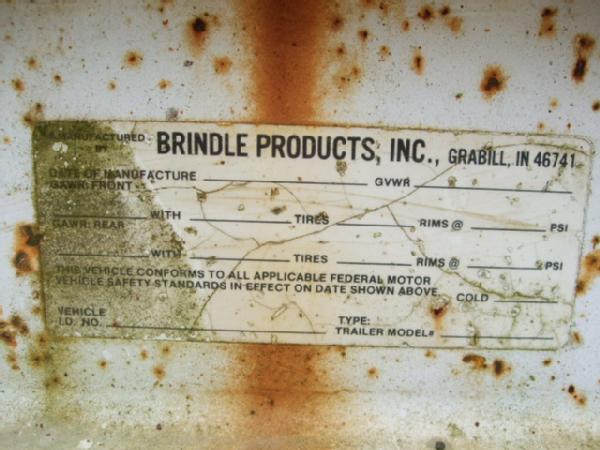 MANUFACTURED BY BRINDLE PRODUCTS, INC., GRABILL, IN 46741
DATE OF MANUFACTURE GVWR
GAWR: FRONT
WITH TIRES RIMS @ PSI
GAWR: REAR
WITH TIRES RIMS @ PSI
THIS VEHICLE CONFORMS TO ALL APPLICABLE FEDERAL MOTOR
VEHICLE SAFETY STANDARDS IN EFFECT ON DATE SHOWN ABOVE COLD
VEHICLE
I.D. NO.
TYPE:
TRAILER MODEL#